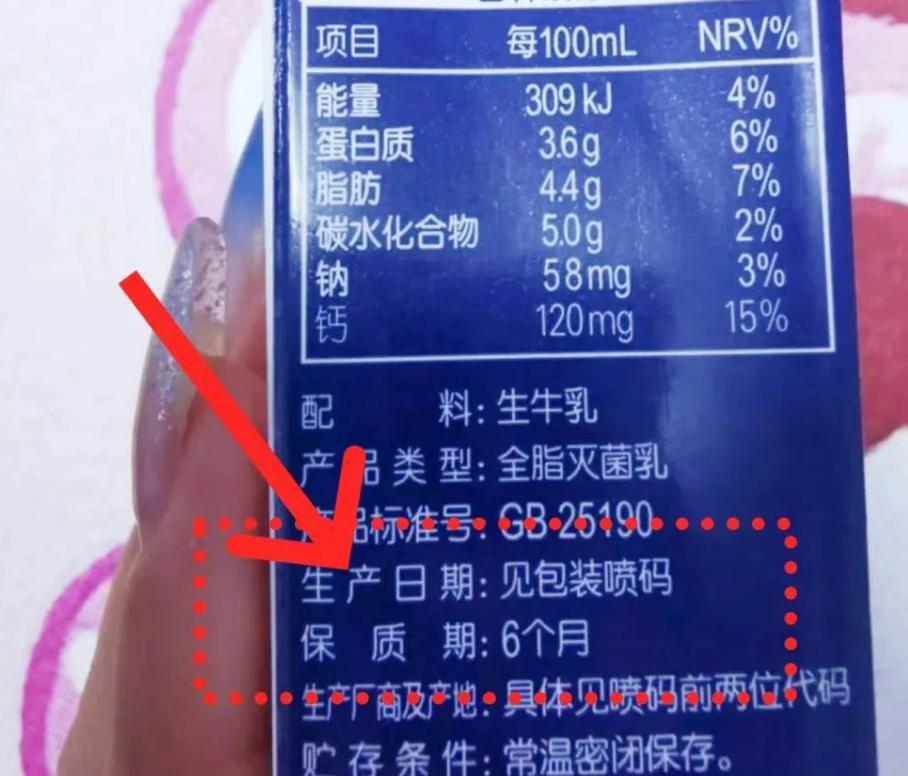 项目 每100mL NRV%
能量 309 kJ 4%
蛋白质 3.6g 6%
脂肪 4.4g 7%
碳水化合物 5.0g 2%
钠 58mg 3%
钙 120mg 15%
配料:生牛乳
产品类型:全脂灭菌乳
产品标准号:GB 25190
生产日期:见包装喷码
保质期:6个月
生产厂商及产地:具体见喷码前两位代码
贮存条件:常温密闭保存。